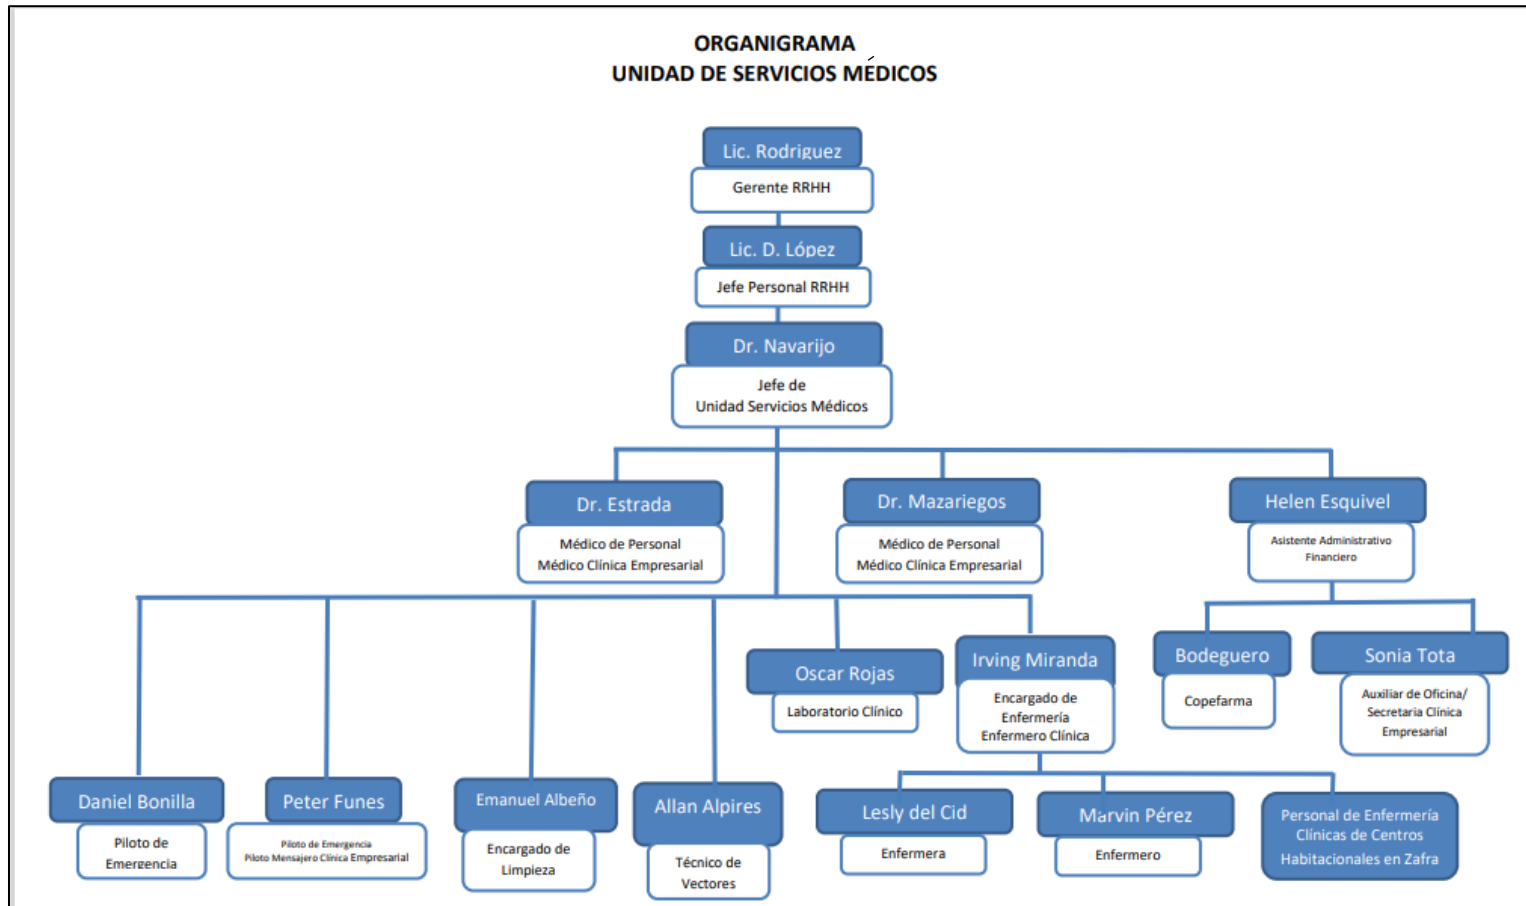 ORGANIGRAMA
UNIDAD DE SERVICIOS MÉDICOS
Lic. Rodriguez
Gerente RRHH
Lic. D. López
Jefe Personal RRHH
Dr. Navarijo
Jefe de
Unidad Servicios Médicos
Dr. Estrada
Médico de Personal
Médico Clínica Empresarial
Dr. Mazariegos
Médico de Personal
Médico Clínica Empresarial
Helen Esquivel
Asistente Administrativo
Financiero
Oscar Rojas
Laboratorio Clínico
Irving Miranda
Encargado de
Enfermería
Enfermero Clínica
Bodeguero
Copefarma
Sonia Tota
Auxiliar de Oficina/
Secretaria Clínica
Empresarial
Daniel Bonilla
Piloto de
Emergencia
Peter Funes
Piloto de Emergencia
Piloto Mensajero Clínica Empresarial
Emanuel Albeño
Encargado de
Limpieza
Allan Alpires
Técnico de
Vectores
Lesly del Cid
Enfermera
Marvin Pérez
Enfermero
Personal de Enfermería
Clínicas de Centros
Habitacionales en Zafra